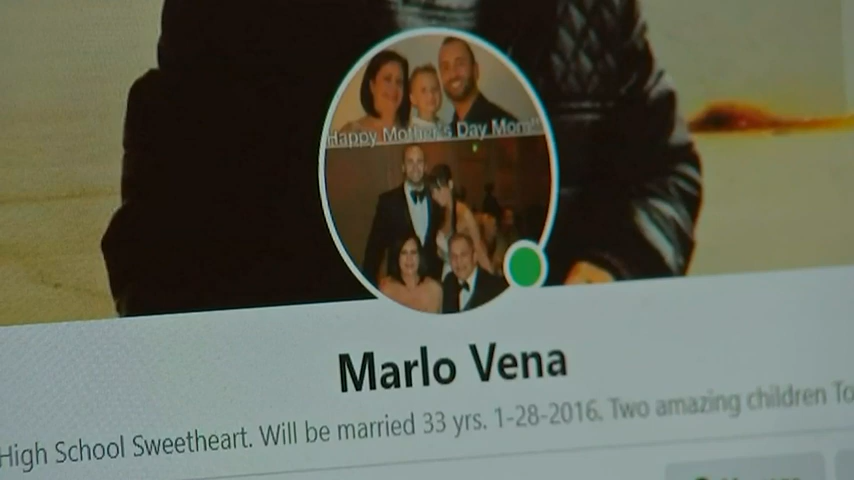 Happy Mother's Day Mom!!
Marlo Vena
High School Sweetheart. Will be married 33 yrs. 1-28-2016. Two amazing children To